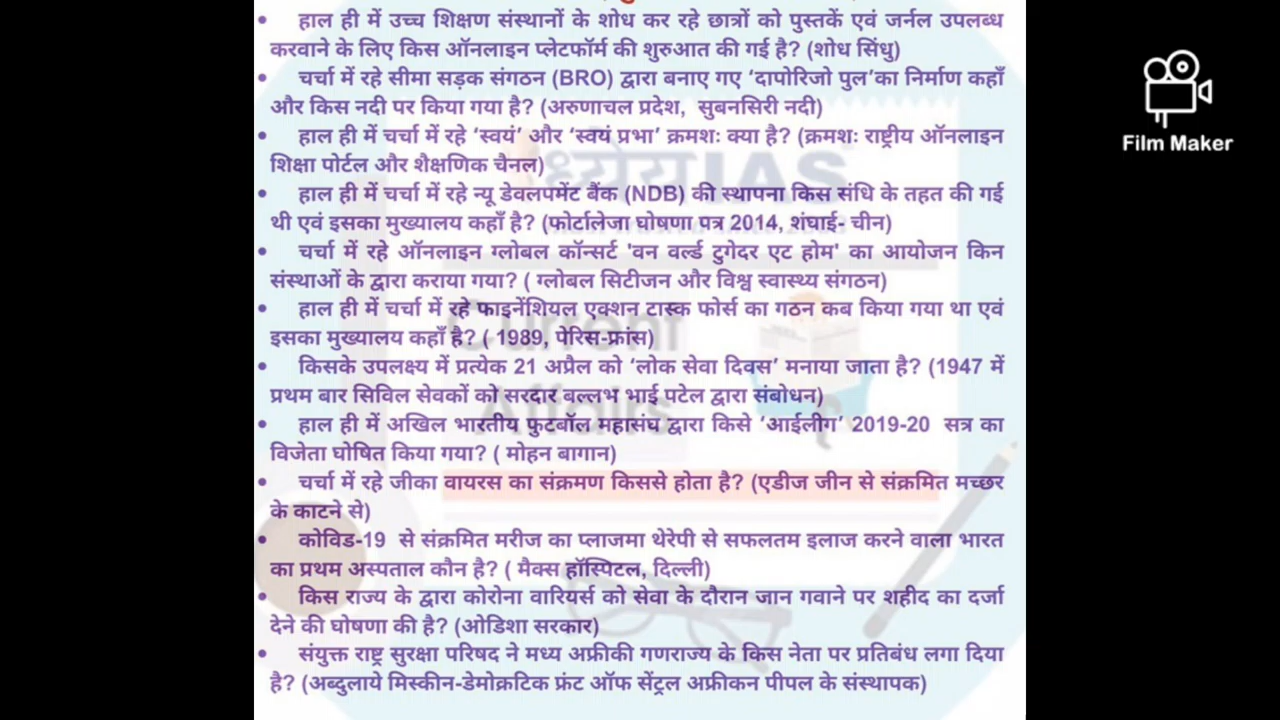 • हाल ही में उच्च शिक्षण संस्थानों के शोध कर रहे छात्रों को पुस्तकें एवं जर्नल उपलब्ध
करवाने के लिए किस ऑनलाइन प्लेटफॉर्म की शुरुआत की गई है? (शोध सिंधु)
• चर्चा में रहे सीमा सड़क संगठन (BRO) द्वारा बनाए गए ‘दापोरिजो पुल’का निर्माण कहाँ
और किस नदी पर किया गया है? (अरुणाचल प्रदेश, सुबनसिरी नदी)
• हाल ही में चर्चा में रहे ‘स्वयं’ और ‘स्वयं प्रभा’ क्रमशः क्या है? (क्रमशः राष्ट्रीय ऑनलाइन
शिक्षा पोर्टल और शैक्षणिक चैनल)
• हाल ही में चर्चा में रहे न्यू डेवलपमेंट बैंक (NDB) की स्थापना किस संधि के तहत की गई
थी एवं इसका मुख्यालय कहाँ है? (फोर्टालेजा घोषणा पत्र 2014, शंघाई- चीन)
• चर्चा में रहे ऑनलाइन ग्लोबल कॉन्सर्ट 'वन वर्ल्ड टुगेदर एट होम' का आयोजन किन
संस्थाओं के द्वारा कराया गया? ( ग्लोबल सिटीजन और विश्व स्वास्थ्य संगठन)
• हाल ही में चर्चा में रहे फाइनेंशियल एक्शन टास्क फोर्स का गठन कब किया गया था एवं
इसका मुख्यालय कहाँ है? ( 1989, पेरिस-फ्रांस)
• किसके उपलक्ष्य में प्रत्येक 21 अप्रैल को ‘लोक सेवा दिवस’ मनाया जाता है? (1947 में
प्रथम बार सिविल सेवकों को सरदार बल्लभ भाई पटेल द्वारा संबोधन)
• हाल ही में अखिल भारतीय फुटबॉल महासंघ द्वारा किसे ‘आईलीग’ 2019-20 सत्र का
विजेता घोषित किया गया? ( मोहन बागान)
• चर्चा में रहे जीका वायरस का संक्रमण किससे होता है? (एडीज जीन से संक्रमित मच्छर
के काटने से)
• कोविड-19 से संक्रमित मरीज का प्लाजमा थेरेपी से सफलतम इलाज करने वाला भारत
का प्रथम अस्पताल कौन है? ( मैक्स हॉस्पिटल, दिल्ली)
• किस राज्य के द्वारा कोरोना वारियर्स को सेवा के दौरान जान गवाने पर शहीद का दर्जा
देने की घोषणा की है? (ओडिशा सरकार)
• संयुक्त राष्ट्र सुरक्षा परिषद ने मध्य अफ्रीकी गणराज्य के किस नेता पर प्रतिबंध लगा दिया
है? (अब्दुलाये मिस्कीन-डेमोक्रटिक फ्रंट ऑफ सेंट्रल अफ्रीकन पीपल के संस्थापक)
ध्येय IAS
Current
Affairs
Film Maker